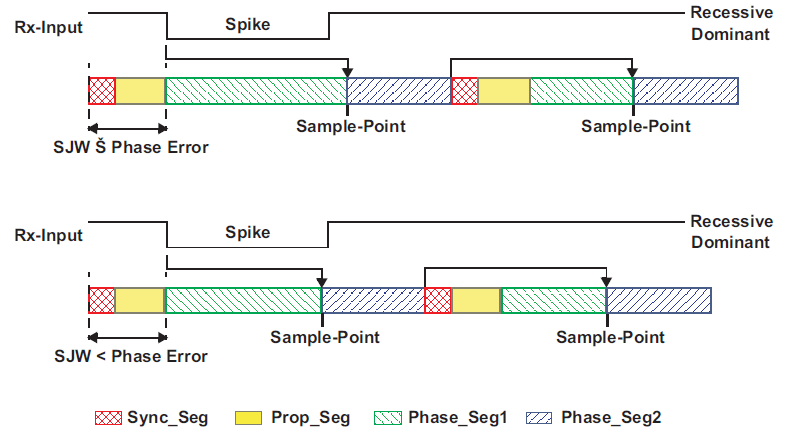 Recessive
Rx-Input
Spike
Dominant
Sample-Point
Sample-Point
SJW Š Phase Error
Recessive
Rx-Input
Spike
Dominant
Sample-Point
Sample-Point
SJW < Phase Error
Sync_Seg
Prop_Seg
Phase_Seg1
Phase_Seg2